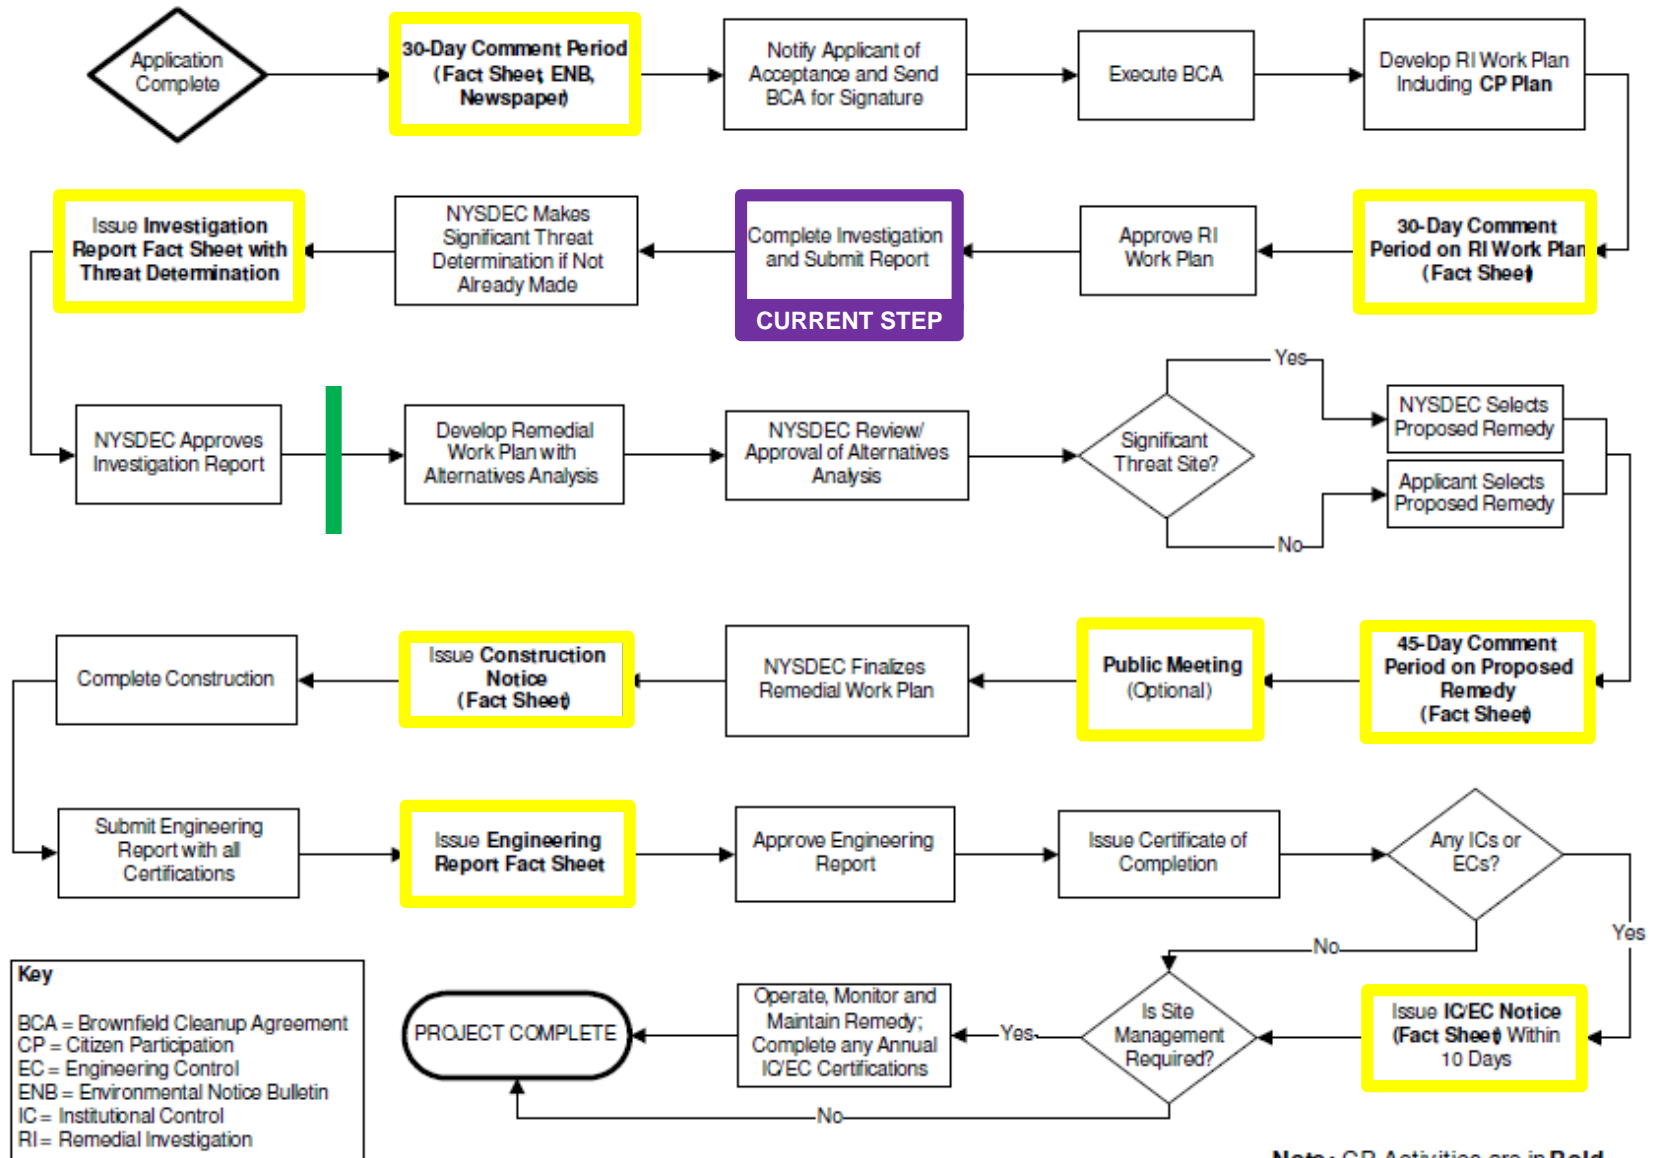 Application
Complete
30-Day Comment Period
(Fact Sheet, ENB,
Newspaper)
Notify Applicant of
Acceptance and Send
BCA for Signature
Execute BCA
Develop RI Work Plan
Including CP Plan
Issue Investigation
Report Fact Sheet with
Threat Determination
NYSDEC Makes
Significant Threat
Determination if Not
Already Made
Complete Investigation
and Submit Report
CURRENT STEP
Approve RI
Work Plan
30-Day Comment
Period on RI Work Plan
(Fact Sheet)
NYSDEC Approves
Investigation Report
Develop Remedial
Work Plan with
Alternatives Analysis
NYSDEC Review/
Approval of Alternatives
Analysis
Significant
Threat Site?
Yes
No
NYSDEC Selects
Proposed Remedy
Applicant Selects
Proposed Remedy
Complete Construction
Issue Construction
Notice
(Fact Sheet)
NYSDEC Finalizes
Remedial Work Plan
Public Meeting
(Optional)
45-Day Comment
Period on Proposed
Remedy
(Fact Sheet)
Submit Engineering
Report with all
Certifications
Issue Engineering
Report Fact Sheet
Approve Engineering
Report
Issue Certificate of
Completion
Any ICs or
ECs?
Yes
No
Key
BCA = Brownfield Cleanup Agreement
CP = Citizen Participation
EC = Engineering Control
ENB = Environmental Notice Bulletin
IC = Institutional Control
RI = Remedial Investigation
PROJECT COMPLETE
Operate, Monitor and
Maintain Remedy;
Complete any Annual
IC/EC Certifications
Yes
Is Site
Management
Required?
Issue IC/EC Notice
(Fact Sheet) Within
10 Days
No
Note: CP Activities are in Bold